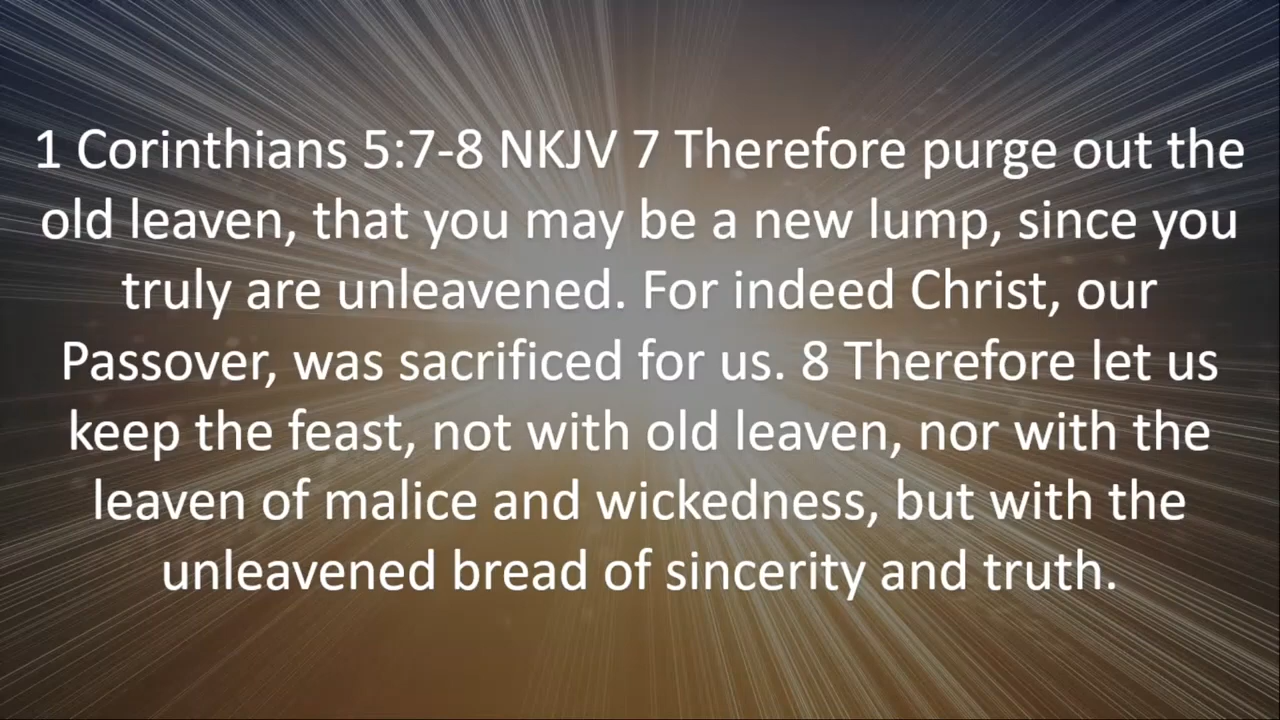 1 Corinthians 5:7-8 NKJV 7 Therefore purge out the
old leaven, that you may be a new lump, since you
truly are unleavened. For indeed Christ, our
Passover, was sacrificed for us. 8 Therefore let us
keep the feast, not with old leaven, nor with the
leaven of malice and wickedness, but with the
unleavened bread of sincerity and truth.